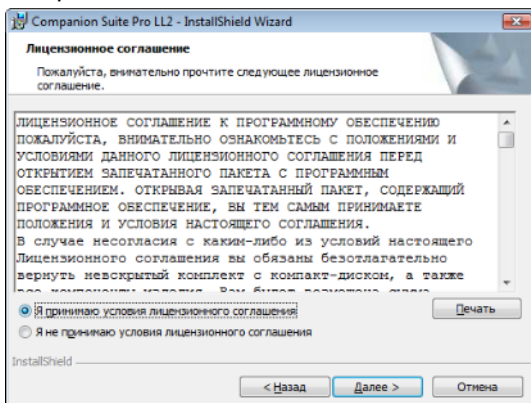 Companion Suite Pro LL2 - InstallShield Wizard
Лицензионное соглашение
Пожалуйста, внимательно прочтите следующее лицензионное
соглашение.
ЛИЦЕНЗИОННОЕ СОГЛАШЕНИЕ К ПРОГРАММНОМУ ОБЕСПЕЧЕНИЮ
ПОЖАЛУЙСТА, ВНИМАТЕЛЬНО ОЗНАКОМЬТЕСЬ С ПОЛОЖЕНИЯМИ И
УСЛОВИЯМИ ДАННОГО ЛИЦЕНЗИОННОГО СОГЛАШЕНИЯ ПЕРЕД
ОТКРЫТИЕМ ЗАПЕЧАТАННОГО ПАКЕТА С ПРОГРАММНЫМ
ОБЕСПЕЧЕНИЕМ. ОТКРЫВАЯ ЗАПЕЧАТАННЫЙ ПАКЕТ, СОДЕРЖАЩИЙ
ПРОГРАММНОЕ ОБЕСПЕЧЕНИЕ, ВЫ ТЕМ САМЫМ ПРИНИМАЕТЕ
ПОЛОЖЕНИЯ И УСЛОВИЯ НАСТОЯЩЕГО СОГЛАШЕНИЯ.
В случае несогласия с каким-либо из условий настоящего
Лицензионного соглашения вы обязаны безотлагательно
вернуть невскрытый комплект с компакт-диском, а также
Я принимаю условия лицензионного соглашения
Печать
Я не принимаю условия лицензионного соглашения
InstallShield
< Назад
Далее >
Отмена